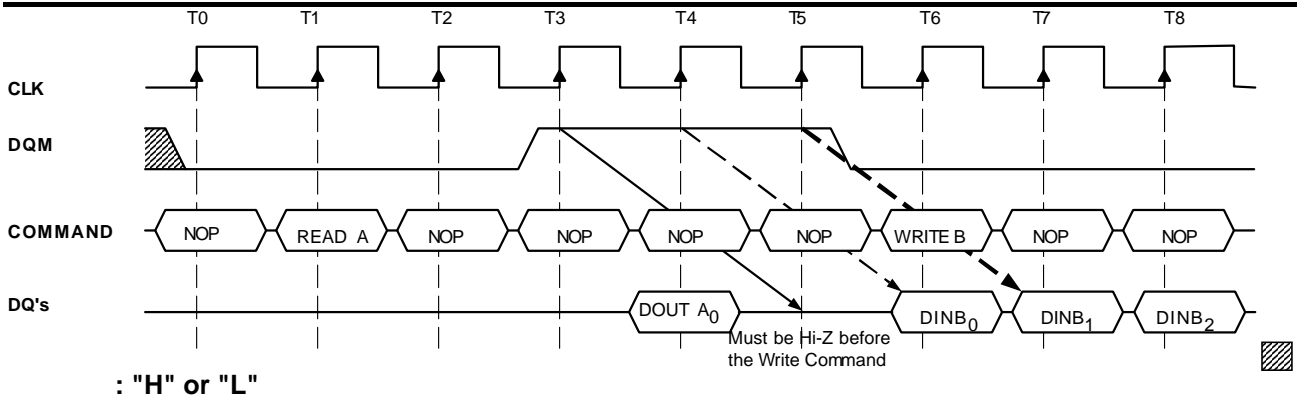 T0 T1 T2 T3 T4 T5 T6 T7 T8
CLK
DQM
COMMAND NOP READ A NOP NOP NOP NOP WRITE B NOP NOP
DQ's DOUT A0 DINB0 DINB1 DINB2
Must be Hi-Z before
the Write Command
: "H" or "L"